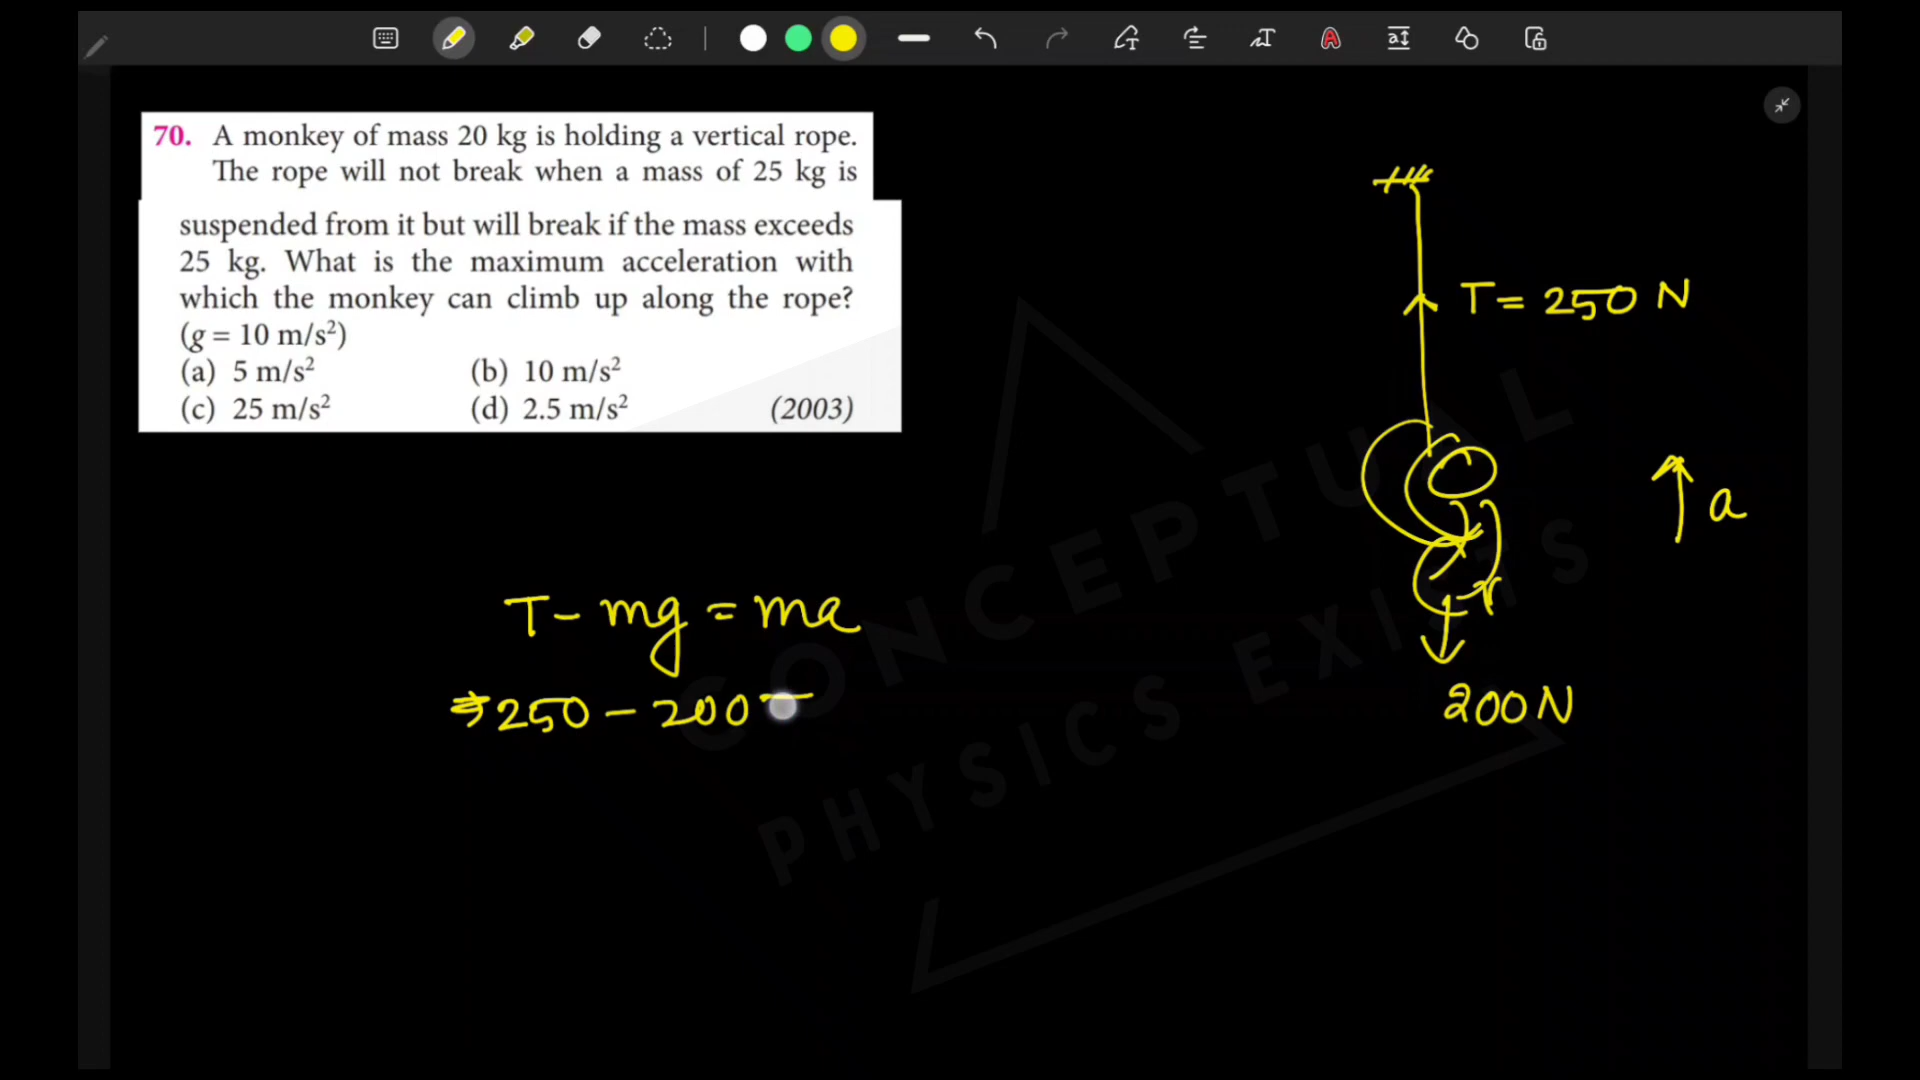 70. A monkey of mass 20 kg is holding a vertical rope.
The rope will not break when a mass of 25 kg is
suspended from it but will break if the mass exceeds
25 kg. What is the maximum acceleration with
which the monkey can climb up along the rope?
(g = 10 m/s²)
(a) 5 m/s² (b) 10 m/s²
(c) 25 m/s² (d) 2.5 m/s² (2003)
T = 250 N
a
200 N
T - mg = ma
⇒ 250 - 200
CONCEPTUAL
PHYSICS EXISTS